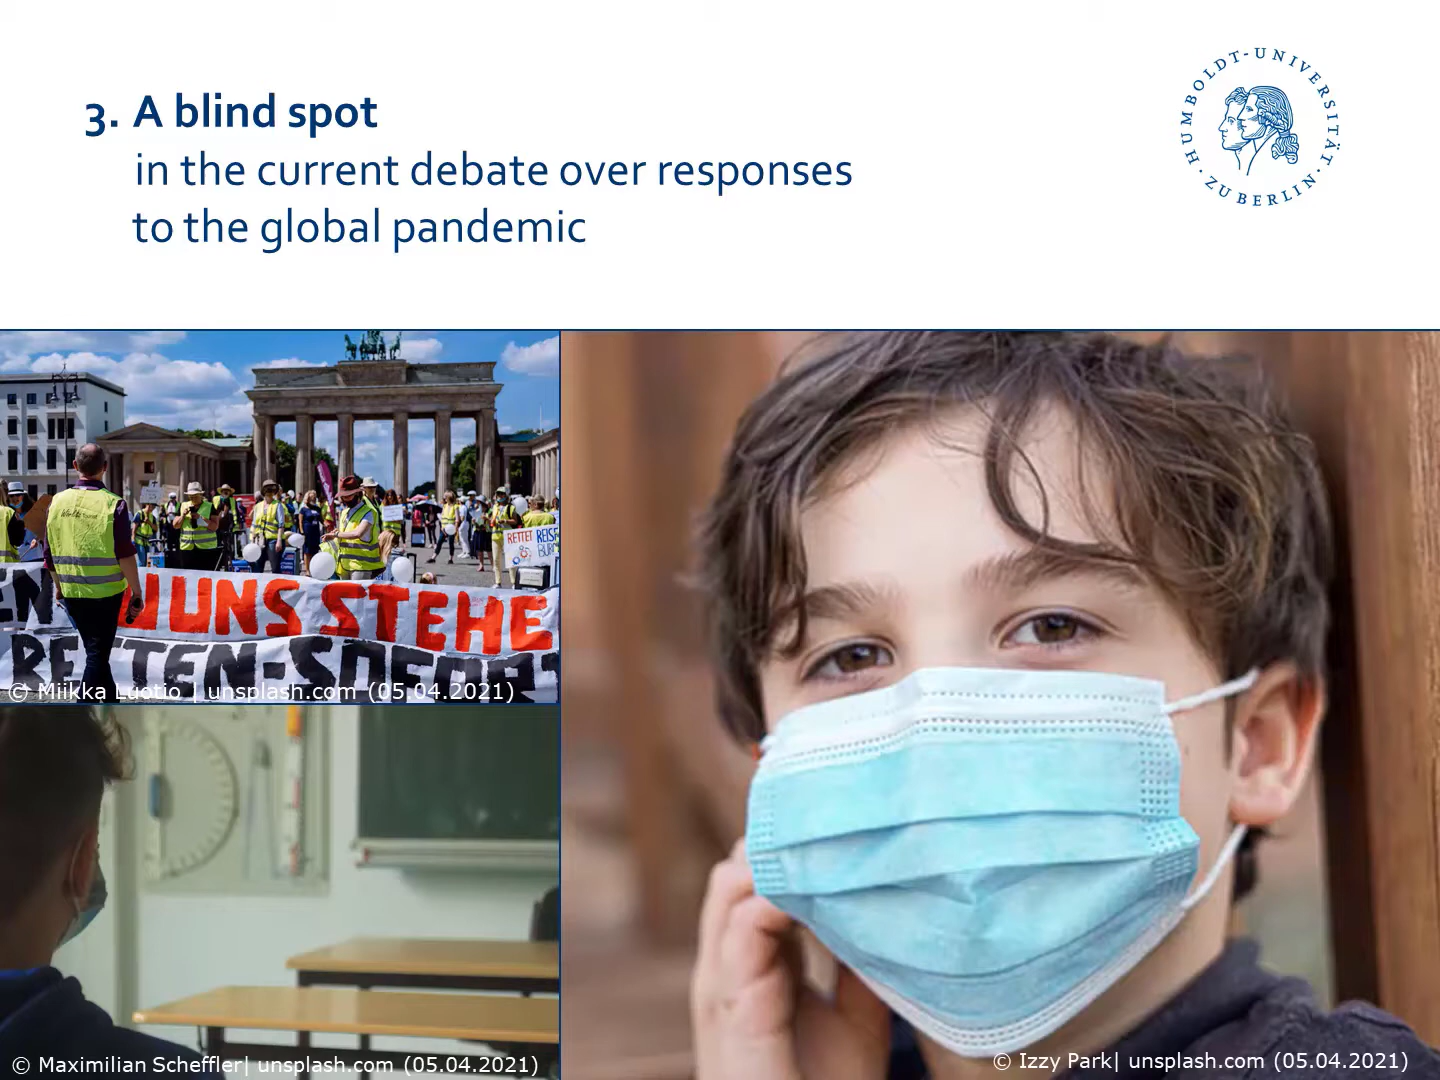 3. A blind spot
in the current debate over responses
to the global pandemic
HUMBOLDT-UNIVERSITÄT
ZU BERLIN
RETTET REISE
UNS STEHE
RETTEN-SOFORT
© Miikka Luotio | unsplash.com (05.04.2021)
© Maximilian Scheffler| unsplash.com (05.04.2021)
© Izzy Park| unsplash.com (05.04.2021)